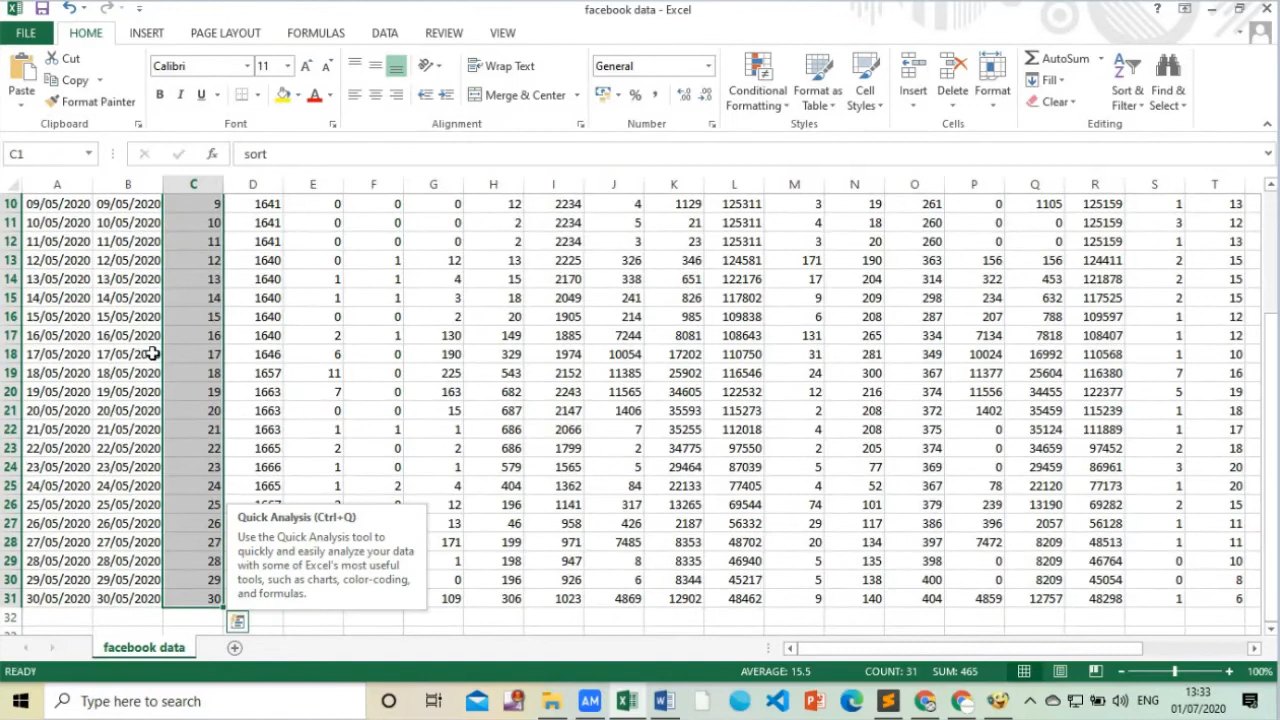 facebook data - Excel
FILE HOME INSERT PAGE LAYOUT FORMULAS DATA REVIEW VIEW
Paste Cut Copy Format Painter Clipboard
Calibri 11 B I U A Font
Wrap Text Merge & Center Alignment
General % , Number
Conditional Formatting Format as Table Cell Styles Styles
Insert Delete Format Cells
AutoSum Fill Clear Sort & Filter Find & Select Editing
C1 fx sort
A B C D E F G H I J K L M N O P Q R S T
10 09/05/2020 09/05/2020 9 1641 0 0 0 12 2234 4 1129 125311 3 19 261 0 1105 125159 1 13
11 10/05/2020 10/05/2020 10 1641 0 0 0 2 2234 5 21 125311 4 18 260 0 0 125159 3 12
12 11/05/2020 11/05/2020 11 1641 0 0 0 2 2234 3 23 125311 3 20 260 0 0 125159 1 13
13 12/05/2020 12/05/2020 12 1640 0 1 12 13 2225 326 346 124581 171 190 363 156 156 124411 2 15
14 13/05/2020 13/05/2020 13 1640 1 1 4 15 2170 338 651 122176 17 204 314 322 453 121878 2 15
15 14/05/2020 14/05/2020 14 1640 1 1 3 18 2049 241 826 117802 9 209 298 234 632 117525 2 15
16 15/05/2020 15/05/2020 15 1640 0 0 2 20 1905 214 985 109838 6 208 287 207 788 109597 1 12
17 16/05/2020 16/05/2020 16 1640 2 1 130 149 1885 7244 8081 108643 131 265 334 7134 7818 108407 1 12
18 17/05/2020 17/05/2020 17 1646 6 0 190 329 1974 10054 17202 110750 31 281 349 10024 16992 110568 1 10
19 18/05/2020 18/05/2020 18 1657 11 0 225 543 2152 11385 25902 116546 24 300 367 11377 25604 116380 7 16
20 19/05/2020 19/05/2020 19 1663 7 0 163 682 2243 11565 34605 122532 12 216 374 11556 34455 122377 5 19
21 20/05/2020 20/05/2020 20 1663 0 0 15 687 2147 1406 35593 115273 2 208 372 1402 35459 115239 1 18
22 21/05/2020 21/05/2020 21 1663 1 1 1 686 2066 7 35255 112018 4 208 375 0 35124 111889 1 17
23 22/05/2020 22/05/2020 22 1665 2 0 2 686 1799 2 34775 97550 2 205 374 0 34659 97452 2 18
24 23/05/2020 23/05/2020 23 1666 1 0 1 579 1565 5 29464 87039 5 77 369 0 29459 86961 3 20
25 24/05/2020 24/05/2020 24 1665 1 2 4 404 1362 84 22133 77405 4 52 367 78 22120 77173 1 20
26 25/05/2020 25/05/2020 25 12 196 1141 317 13265 69544 74 101 379 239 13190 69282 2 15
27 26/05/2020 26/05/2020 26 13 46 958 426 2187 56332 29 117 386 396 2057 56128 1 11
28 27/05/2020 27/05/2020 27 171 199 971 7485 8353 48702 20 134 397 7472 8209 48513 1 11
29 28/05/2020 28/05/2020 28 1 198 947 8 8335 46940 5 135 398 0 8209 46764 0 10
30 29/05/2020 29/05/2020 29 0 196 926 6 8344 45217 5 138 400 0 8209 45054 0 8
31 30/05/2020 30/05/2020 30 109 306 1023 4869 12902 48462 9 140 404 4859 12757 48298 1 6
32
Quick Analysis (Ctrl+Q)
Use the Quick Analysis tool to
quickly and easily analyze your data
with some of Excel's most useful
tools, such as charts, color-coding,
and formulas.
facebook data
READY AVERAGE: 15.5 COUNT: 31 SUM: 465 100%
Type here to search AM ENG 13:33
01/07/2020